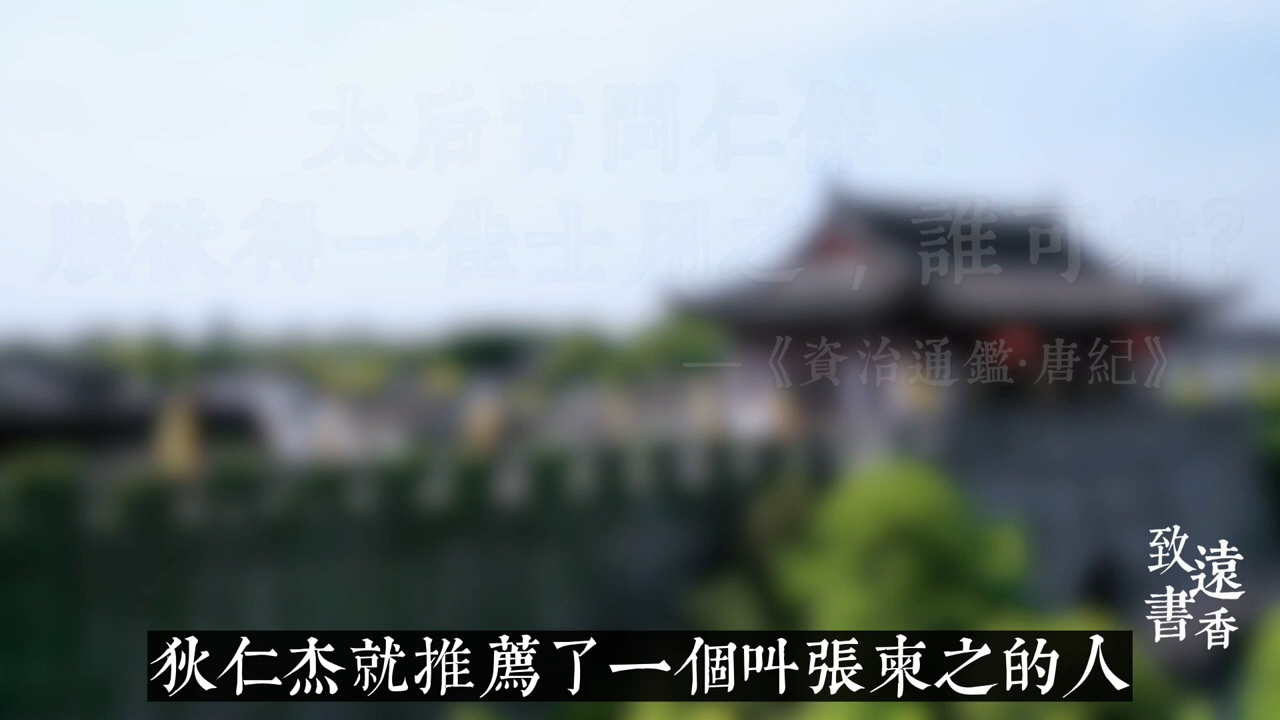 太后嘗問仁傑：
朕欲得一佳士用之，誰可者?
—《資治通鑑·唐紀》
致遠
書香
狄仁杰就推薦了一個叫張柬之的人